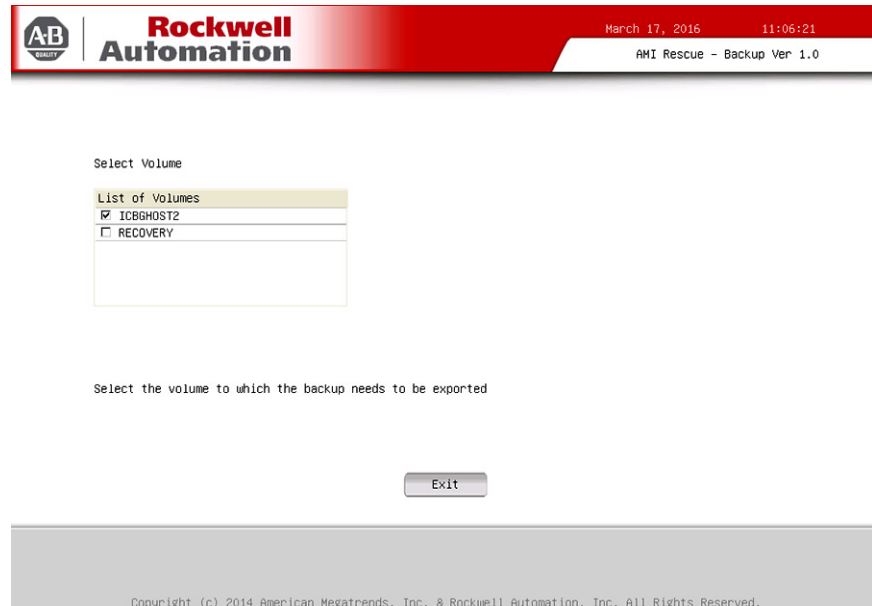 A-B
QUALITY
Rockwell
Automation
March 17, 2016 11:06:21
AMI Rescue - Backup Ver 1.0
Select Volume
List of Volumes
ICBGHOST2
RECOVERY
Select the volume to which the backup needs to be exported
Exit
Copyright (c) 2014 American Megatrends, Inc. & Rockwell Automation, Inc. All Rights Reserved.